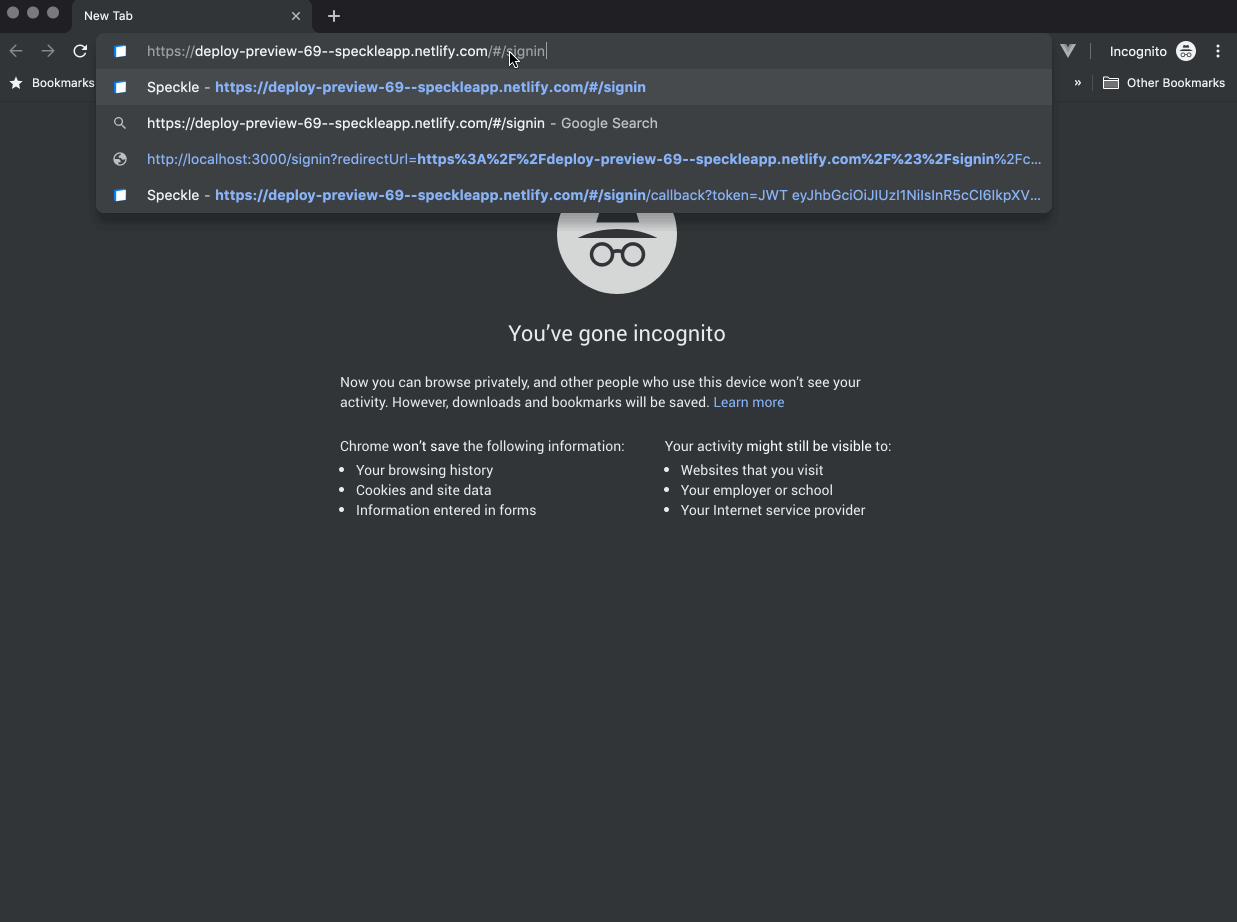 New Tab
https://deploy-preview-69--speckleapp.netlify.com/#/signin
Incognito
Bookmarks
Speckle - https://deploy-preview-69--speckleapp.netlify.com/#/signin
» Other Bookmarks
https://deploy-preview-69--speckleapp.netlify.com/#/signin - Google Search
http://localhost:3000/signin?redirectUrl=https%3A%2F%2Fdeploy-preview-69--speckleapp.netlify.com%2F%23%2Fsignin%2Fc...
Speckle - https://deploy-preview-69--speckleapp.netlify.com/#/signin/callback?token=JWT eyJhbGciOiJIUzI1NiIsInR5cCI6IkpXV...
You've gone incognito
Now you can browse privately, and other people who use this device won't see your
activity. However, downloads and bookmarks will be saved. Learn more
Chrome won't save the following information:
• Your browsing history
• Cookies and site data
• Information entered in forms
Your activity might still be visible to:
• Websites that you visit
• Your employer or school
• Your Internet service provider